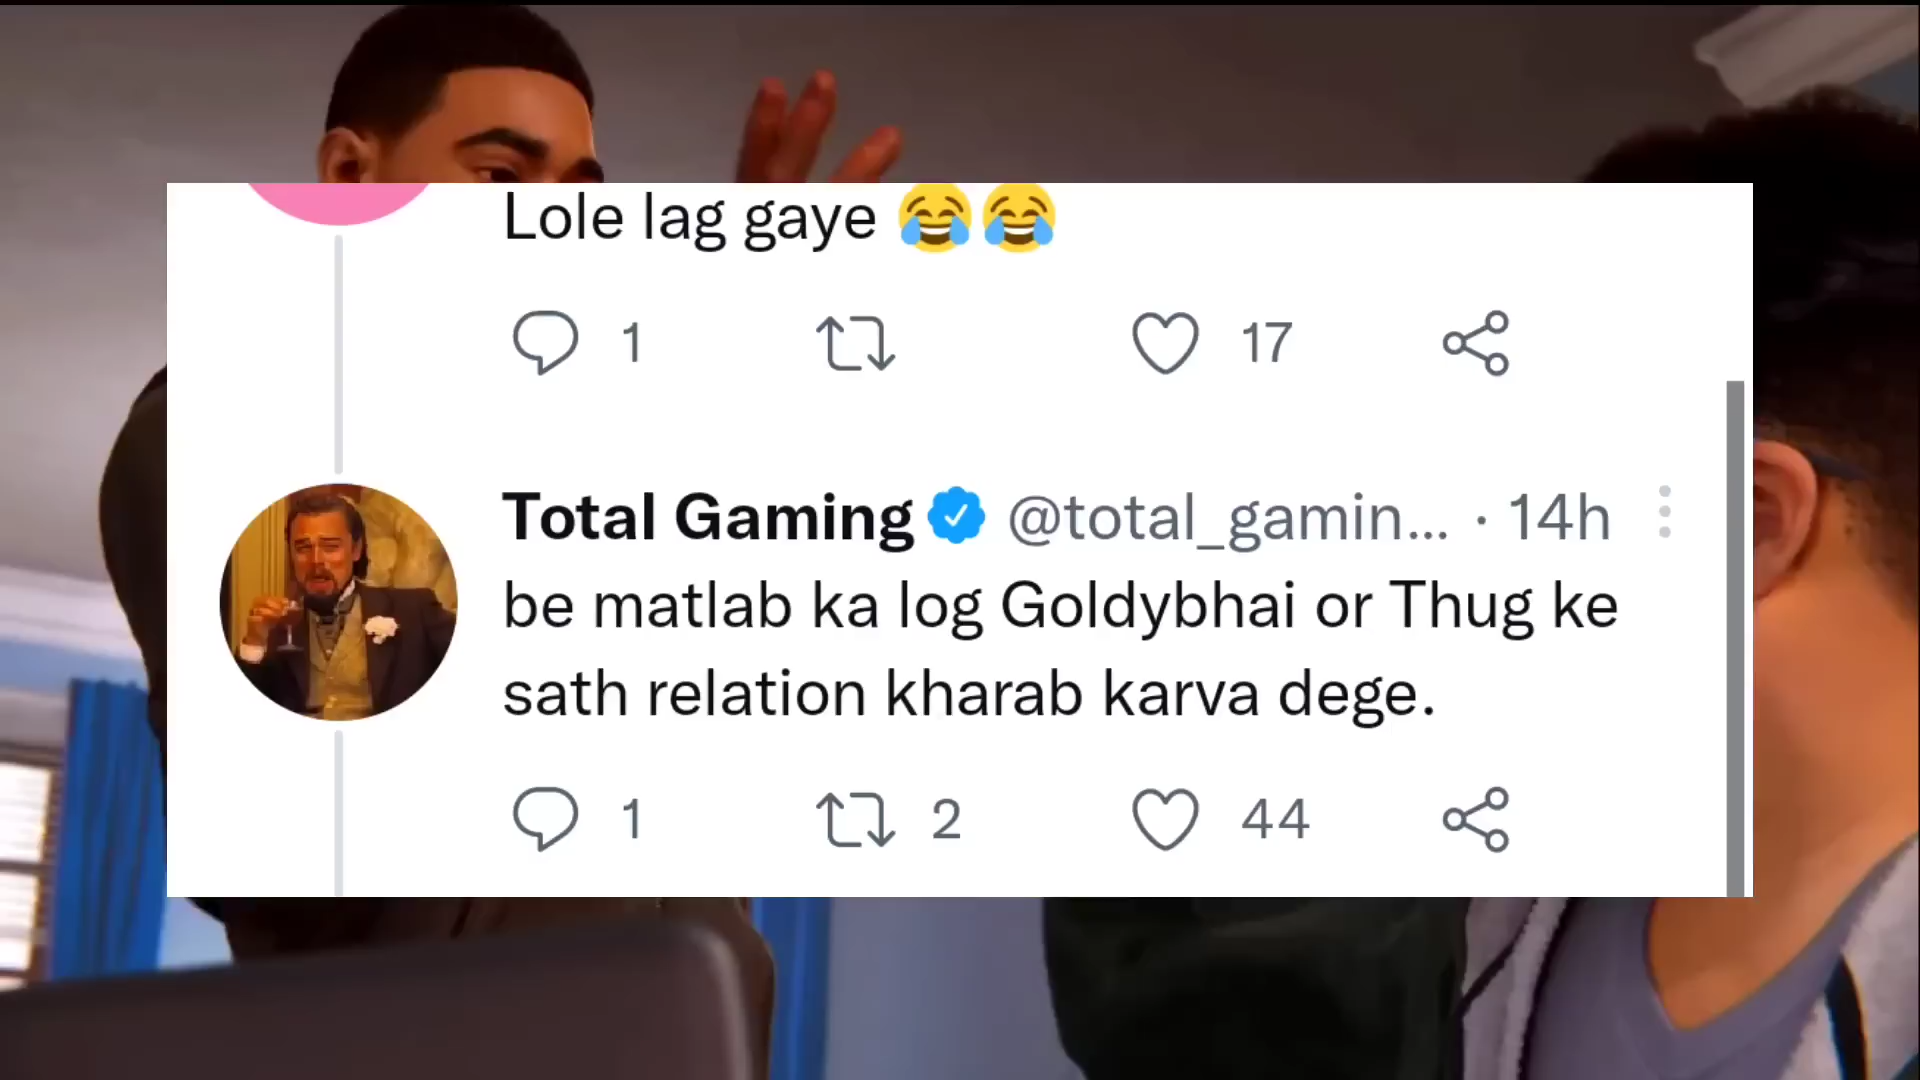 Lole lag gaye 😂😂
1 17
Total Gaming @total_gamin... · 14h
be matlab ka log Goldybhai or Thug ke
sath relation kharab karva dege.
1 2 44